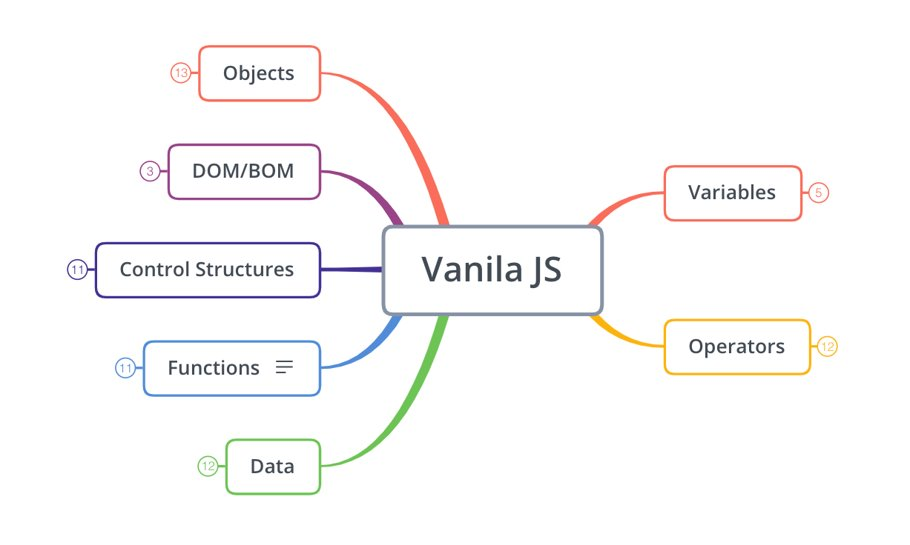 13 Objects
3 DOM/BOM
11 Control Structures
11 Functions
12 Data
Vanila JS
Variables 5
Operators 12